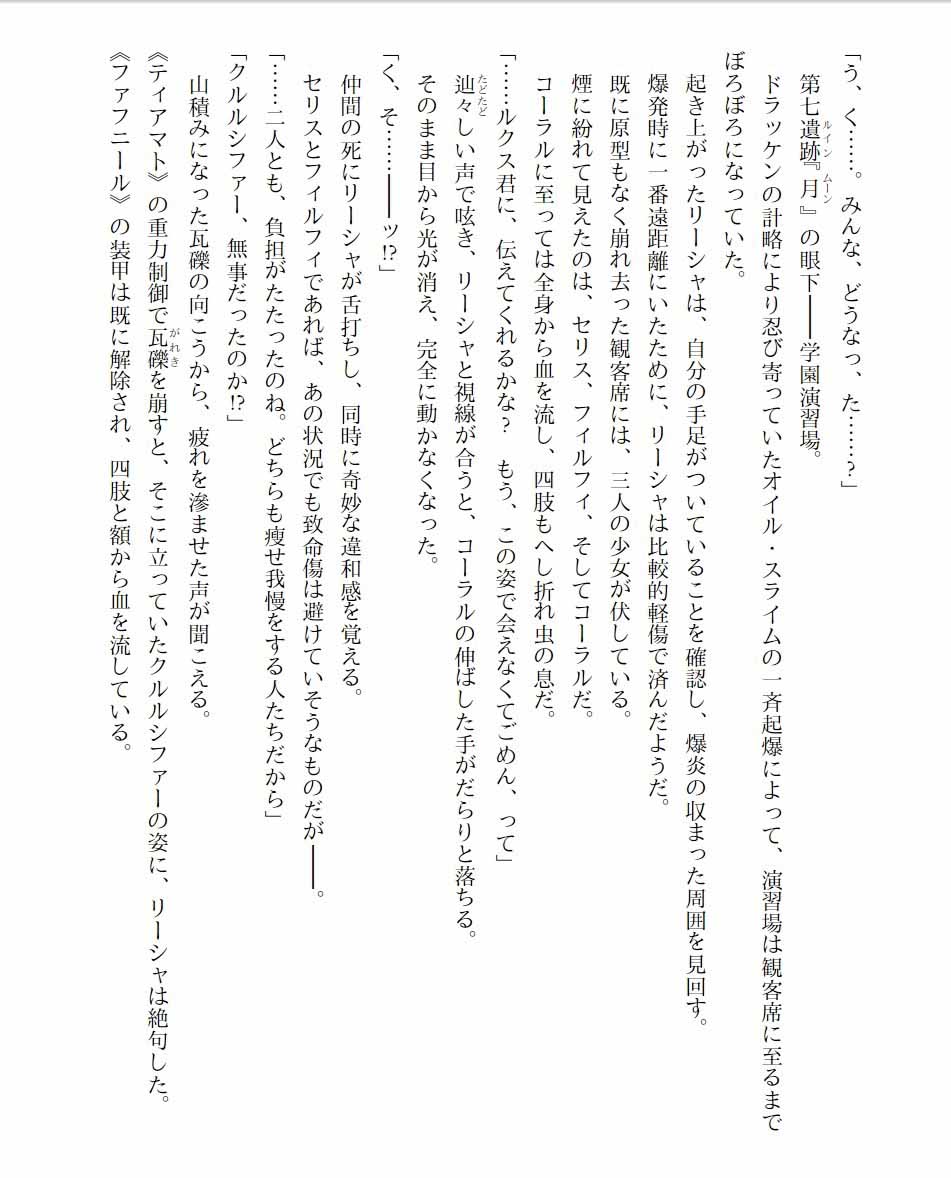 「う、く……。みんな、どうなっ、た……？」
　第七遺跡『月』の眼下――学園演習場。
ルイン　ムーン
　ドラッケンの計略により忍び寄っていたオイル・スライムの一斉起爆によって、演習場は観客席に至るまで
ぼろぼろになっていた。
　起き上がったリーシャは、自分の手足がついていることを確認し、爆炎の収まった周囲を見回す。
　爆発時に一番遠距離にいたために、リーシャは比較的軽傷で済んだようだ。
　既に原型もなく崩れ去った観客席には、三人の少女が伏している。
　煙に紛れて見えたのは、セリス、フィルフィ、そしてコーラルだ。
　コーラルに至っては全身から血を流し、四肢もへし折れ虫の息だ。
「……ルクス君に、伝えてくれるかな？　もう、この姿で会えなくてごめん、って」
　辿々しい声で呟き、リーシャと視線が合うと、コーラルの伸ばした手がだらりと落ちる。
たどたど
　そのまま目から光が消え、完全に動かなくなった。
「く、そ……――ッ!?」
　仲間の死にリーシャが舌打ちし、同時に奇妙な違和感を覚える。
　セリスとフィルフィであれば、あの状況でも致命傷は避けていそうなものだが――。
「……二人とも、負担がたたったのね。どちらも痩せ我慢をする人たちだから」
「クルルシファー、無事だったのか!?」
　山積みになった瓦礫の向こうから、疲れを滲ませた声が聞こえる。
《ティアマト》の重力制御で瓦礫を崩すと、そこに立っていたクルルシファーの姿に、リーシャは絶句した。
がれき
《ファフニール》の装甲は既に解除され、四肢と額から血を流している。